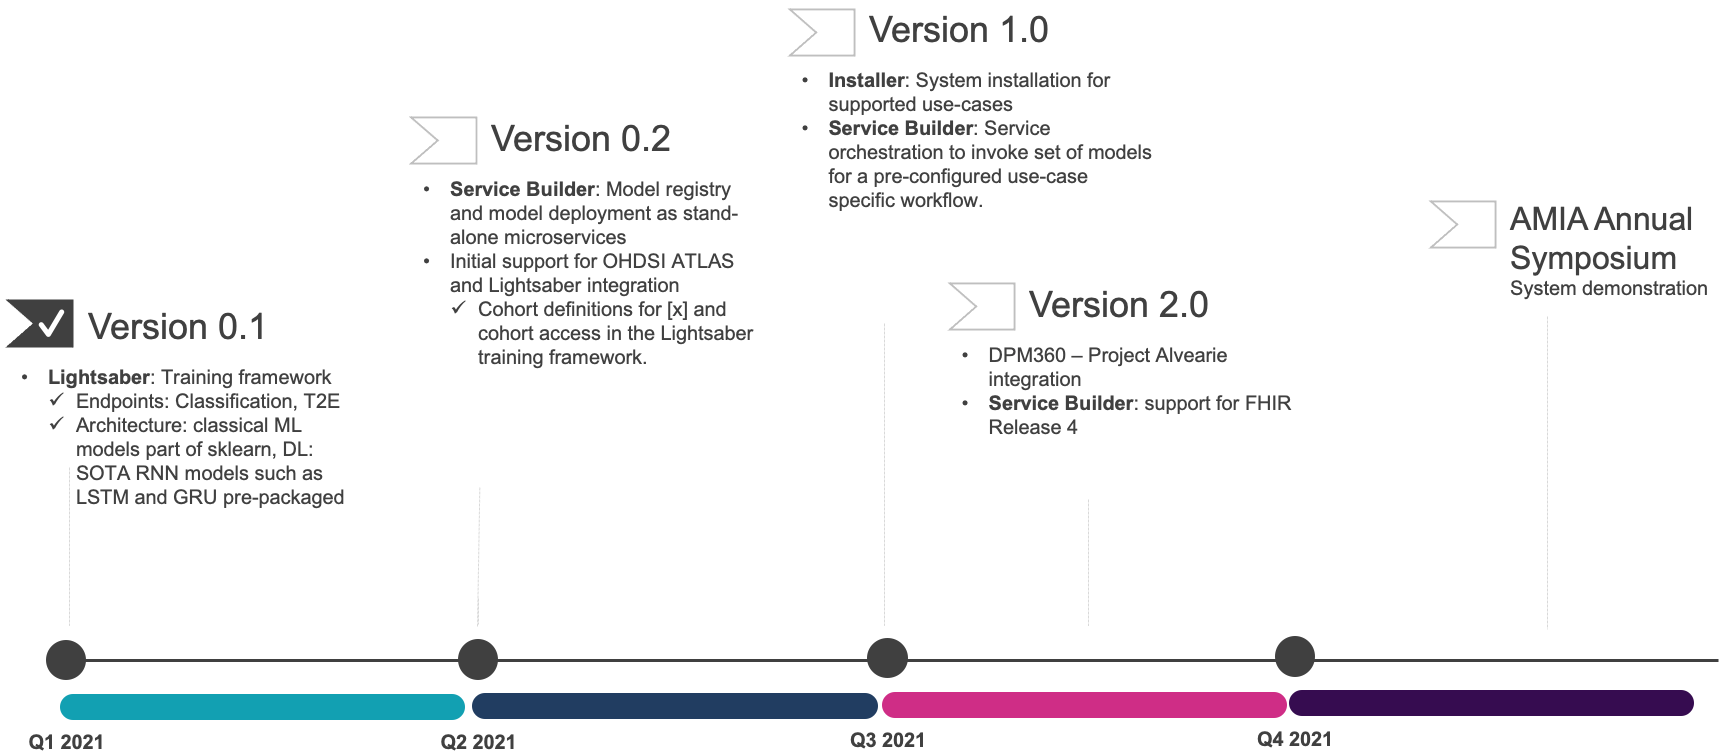 Version 0.1
• Lightsaber: Training framework
✓ Endpoints: Classification, T2E
✓ Architecture: classical ML
models part of sklearn, DL:
SOTA RNN models such as
LSTM and GRU pre-packaged
Version 0.2
• Service Builder: Model registry
and model deployment as stand-
alone microservices
• Initial support for OHDSI ATLAS
and Lightsaber integration
✓ Cohort definitions for [x] and
cohort access in the Lightsaber
training framework.
Version 1.0
• Installer: System installation for
supported use-cases
• Service Builder: Service
orchestration to invoke set of models
for a pre-configured use-case
specific workflow.
Version 2.0
• DPM360 – Project Alvearie
integration
• Service Builder: support for FHIR
Release 4
AMIA Annual
Symposium
System demonstration
Q1 2021
Q2 2021
Q3 2021
Q4 2021